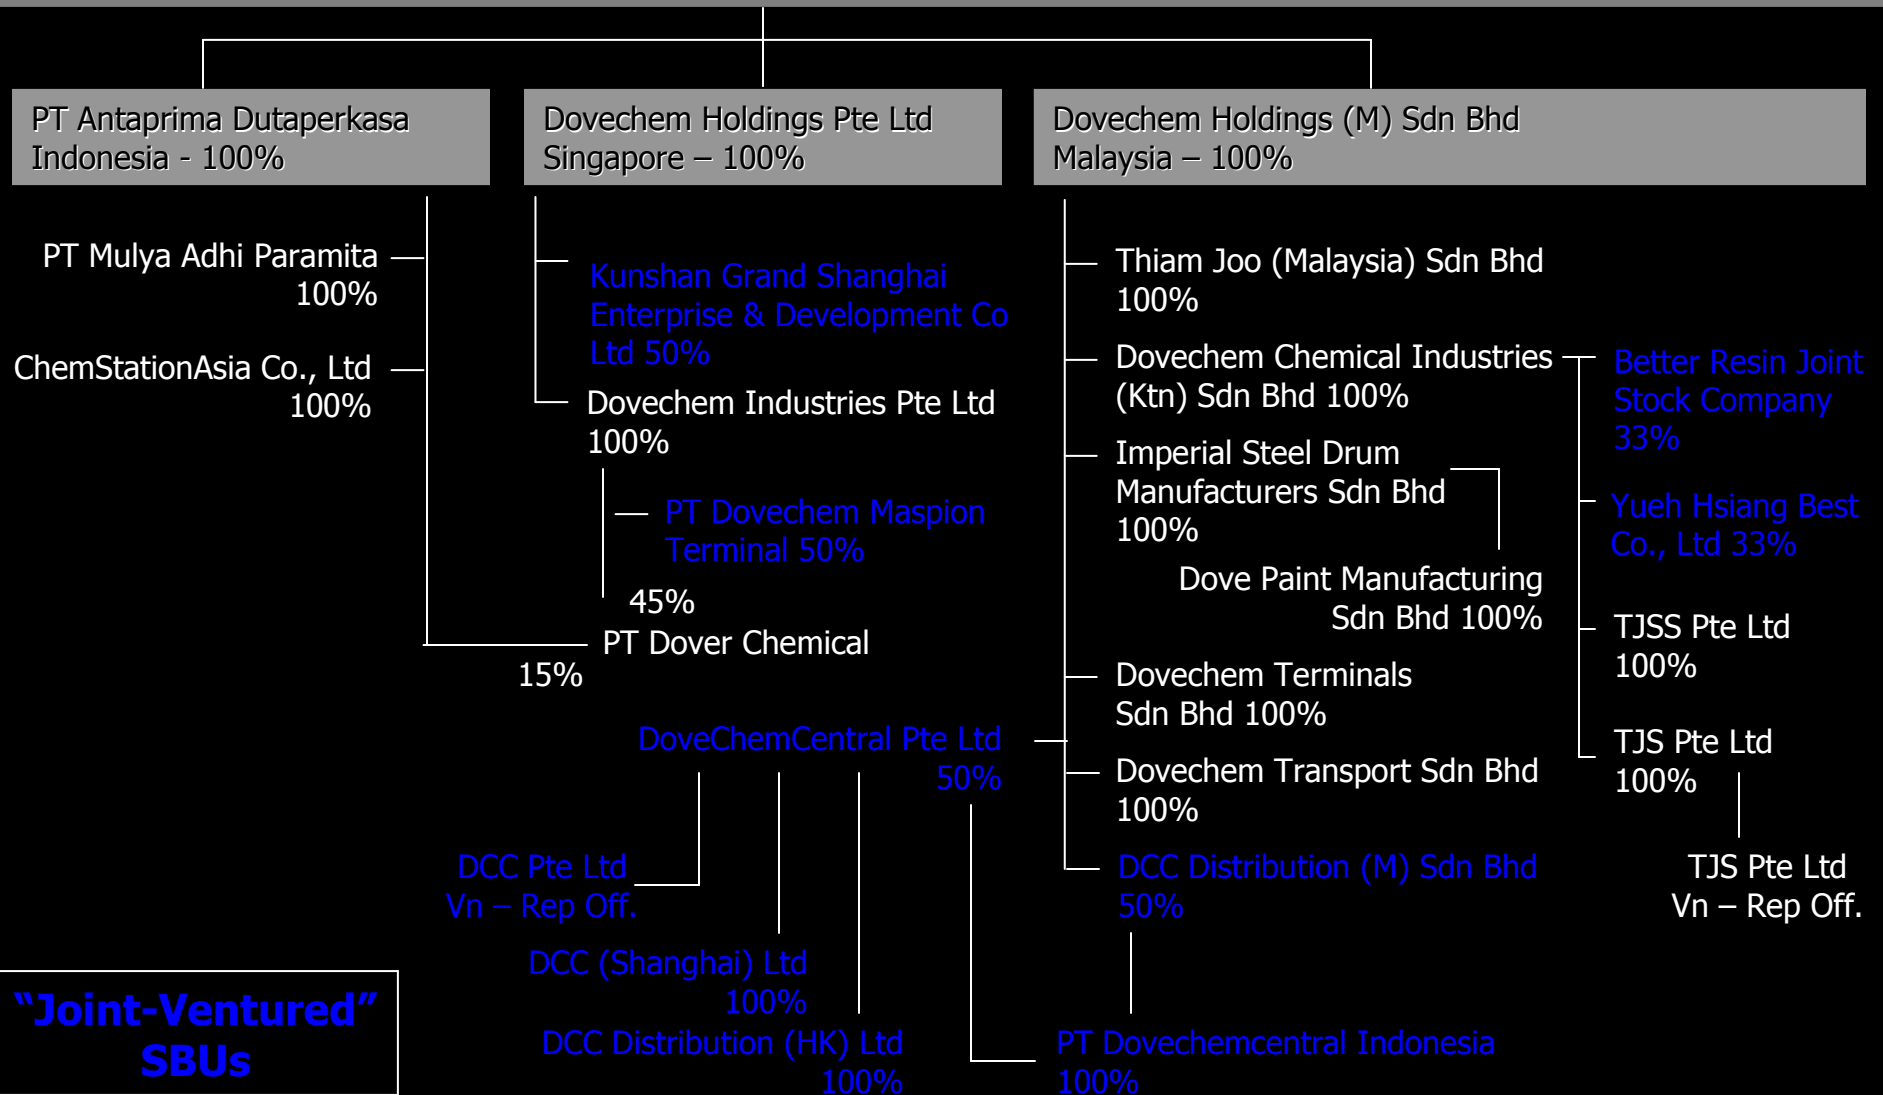 PT Antaprima Dutaperkasa
Indonesia - 100%
Dovechem Holdings Pte Ltd
Singapore – 100%
Dovechem Holdings (M) Sdn Bhd
Malaysia – 100%
PT Mulya Adhi Paramita
100%
ChemStationAsia Co., Ltd
100%
Kunshan Grand Shanghai
Enterprise & Development Co
Ltd 50%
Dovechem Industries Pte Ltd
100%
PT Dovechem Maspion
Terminal 50%
45%
PT Dover Chemical
15%
Thiam Joo (Malaysia) Sdn Bhd
100%
Dovechem Chemical Industries
(Ktn) Sdn Bhd 100%
Imperial Steel Drum
Manufacturers Sdn Bhd
100%
Dove Paint Manufacturing
Sdn Bhd 100%
Dovechem Terminals
Sdn Bhd 100%
Dovechem Transport Sdn Bhd
100%
DCC Distribution (M) Sdn Bhd
50%
Better Resin Joint
Stock Company
33%
Yueh Hsiang Best
Co., Ltd 33%
TJSS Pte Ltd
100%
TJS Pte Ltd
100%
TJS Pte Ltd
Vn – Rep Off.
DoveChemCentral Pte Ltd
50%
DCC Pte Ltd
Vn – Rep Off.
DCC (Shanghai) Ltd
100%
DCC Distribution (HK) Ltd
100%
PT Dovechemcentral Indonesia
100%
“Joint-Ventured”
SBUs